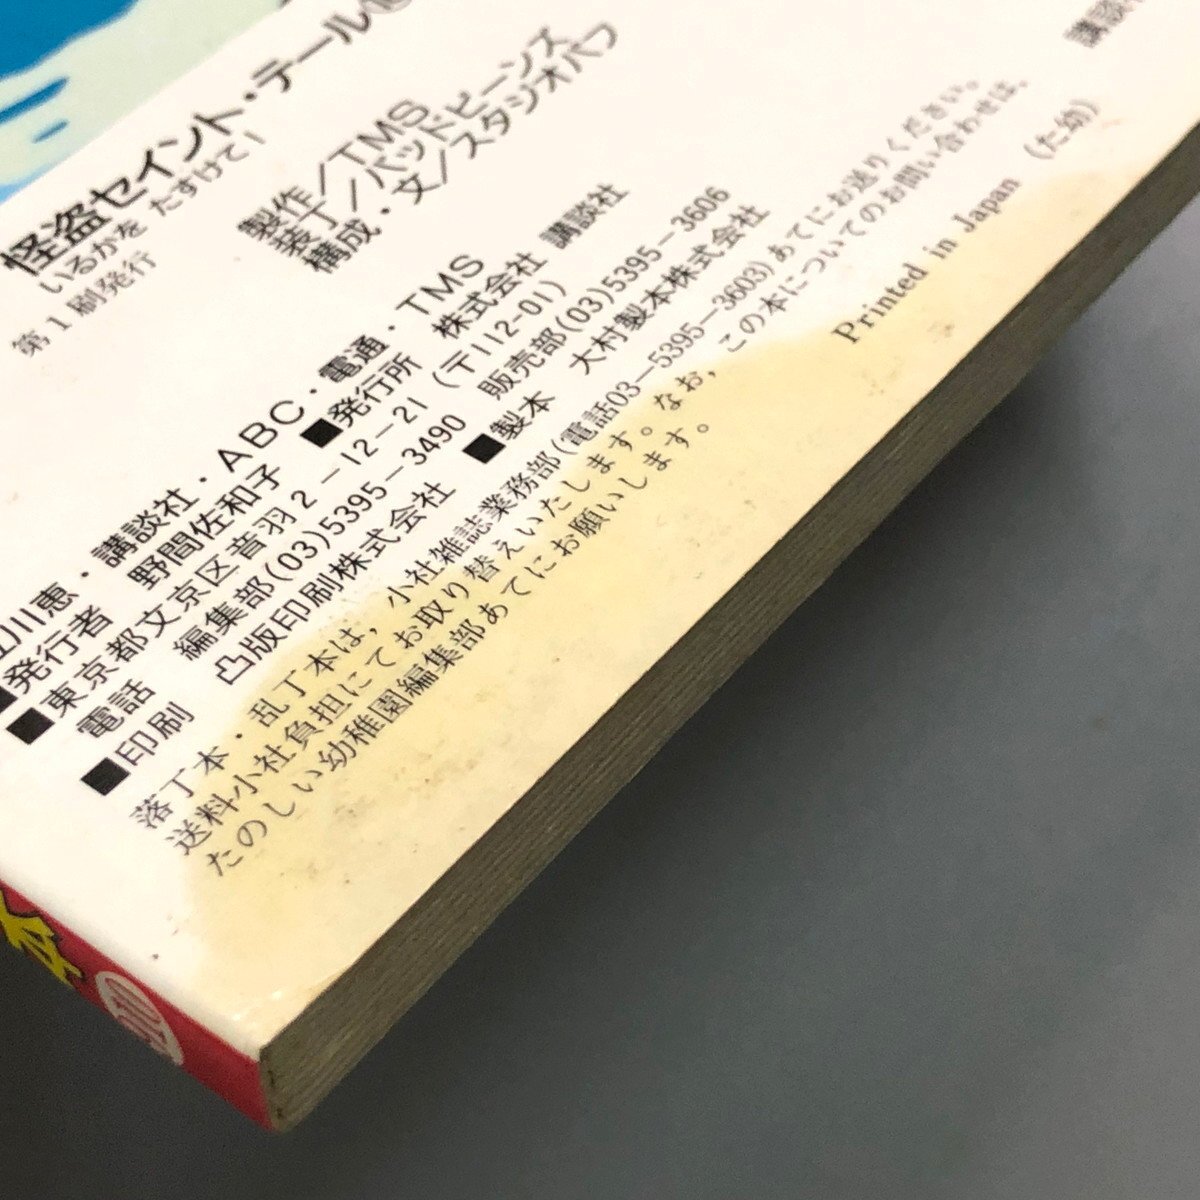 講談社
怪盗セイント・テール
いるかを たすけて!
第1刷発行
製作/TMS
装丁/バッドビーンズ
構成・文/スタジオハフ
立川恵・講談社・ABC・電通・TMS
■発行者 野間佐和子 ■発行所 株式会社 講談社
■東京都文京区音羽2-12-21 (〒112-01)
電話 編集部(03)5395-3490 販売部(03)5395-3606
■印刷 凸版印刷株式会社 ■製本 大村製本株式会社
落丁本・乱丁本は,小社雑誌業務部(電話03-5395-3603)あてにお送りください。
送料小社負担にてお取り替えいたします。なお,この本についてのお問い合わせは,
たのしい幼稚園編集部あてにお願いします。
Printed in Japan (た幼)